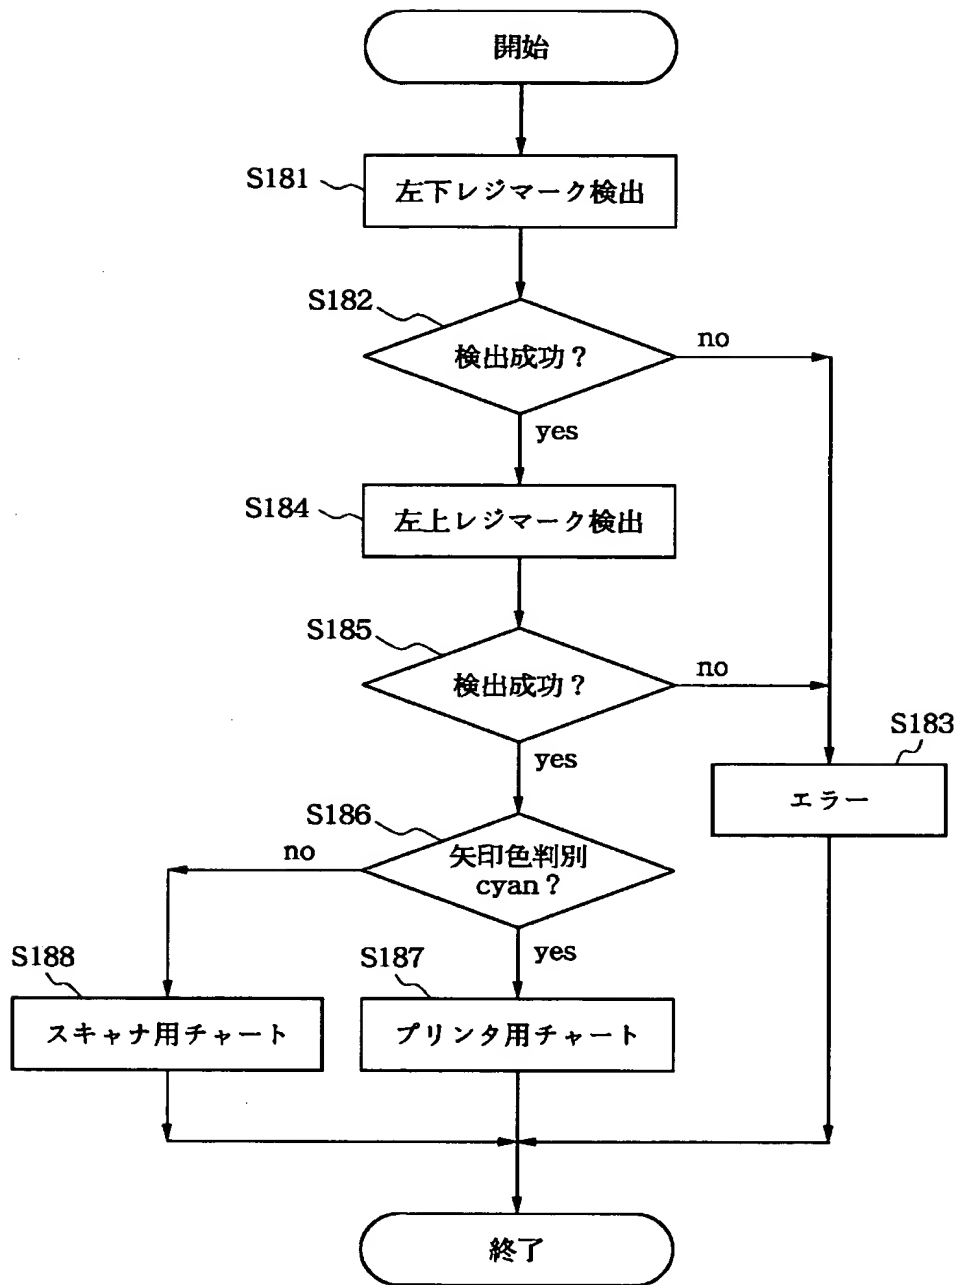 開始
S181
左下レジマーク検出
S182
検出成功?
no
yes
S184
左上レジマーク検出
S185
検出成功?
no
yes
S183
エラー
S186
矢印色判別
cyan?
no
yes
S188
スキャナ用チャート
S187
プリンタ用チャート
終了